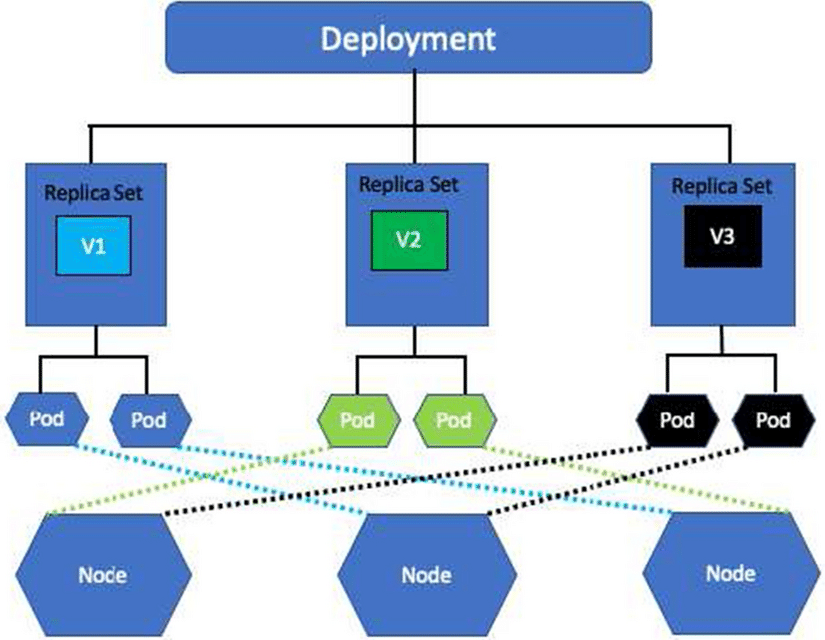 Deployment
Replica Set
V1
Replica Set
V2
Replica Set
V3
Pod
Pod
Pod
Pod
Pod
Pod
Node
Node
Node